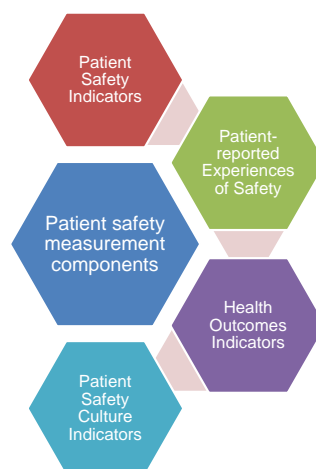 Patient
Safety
Indicators
Patient-
reported
Experiences
of Safety
Patient safety
measurement
components
Health
Outcomes
Indicators
Patient
Safety
Culture
Indicators